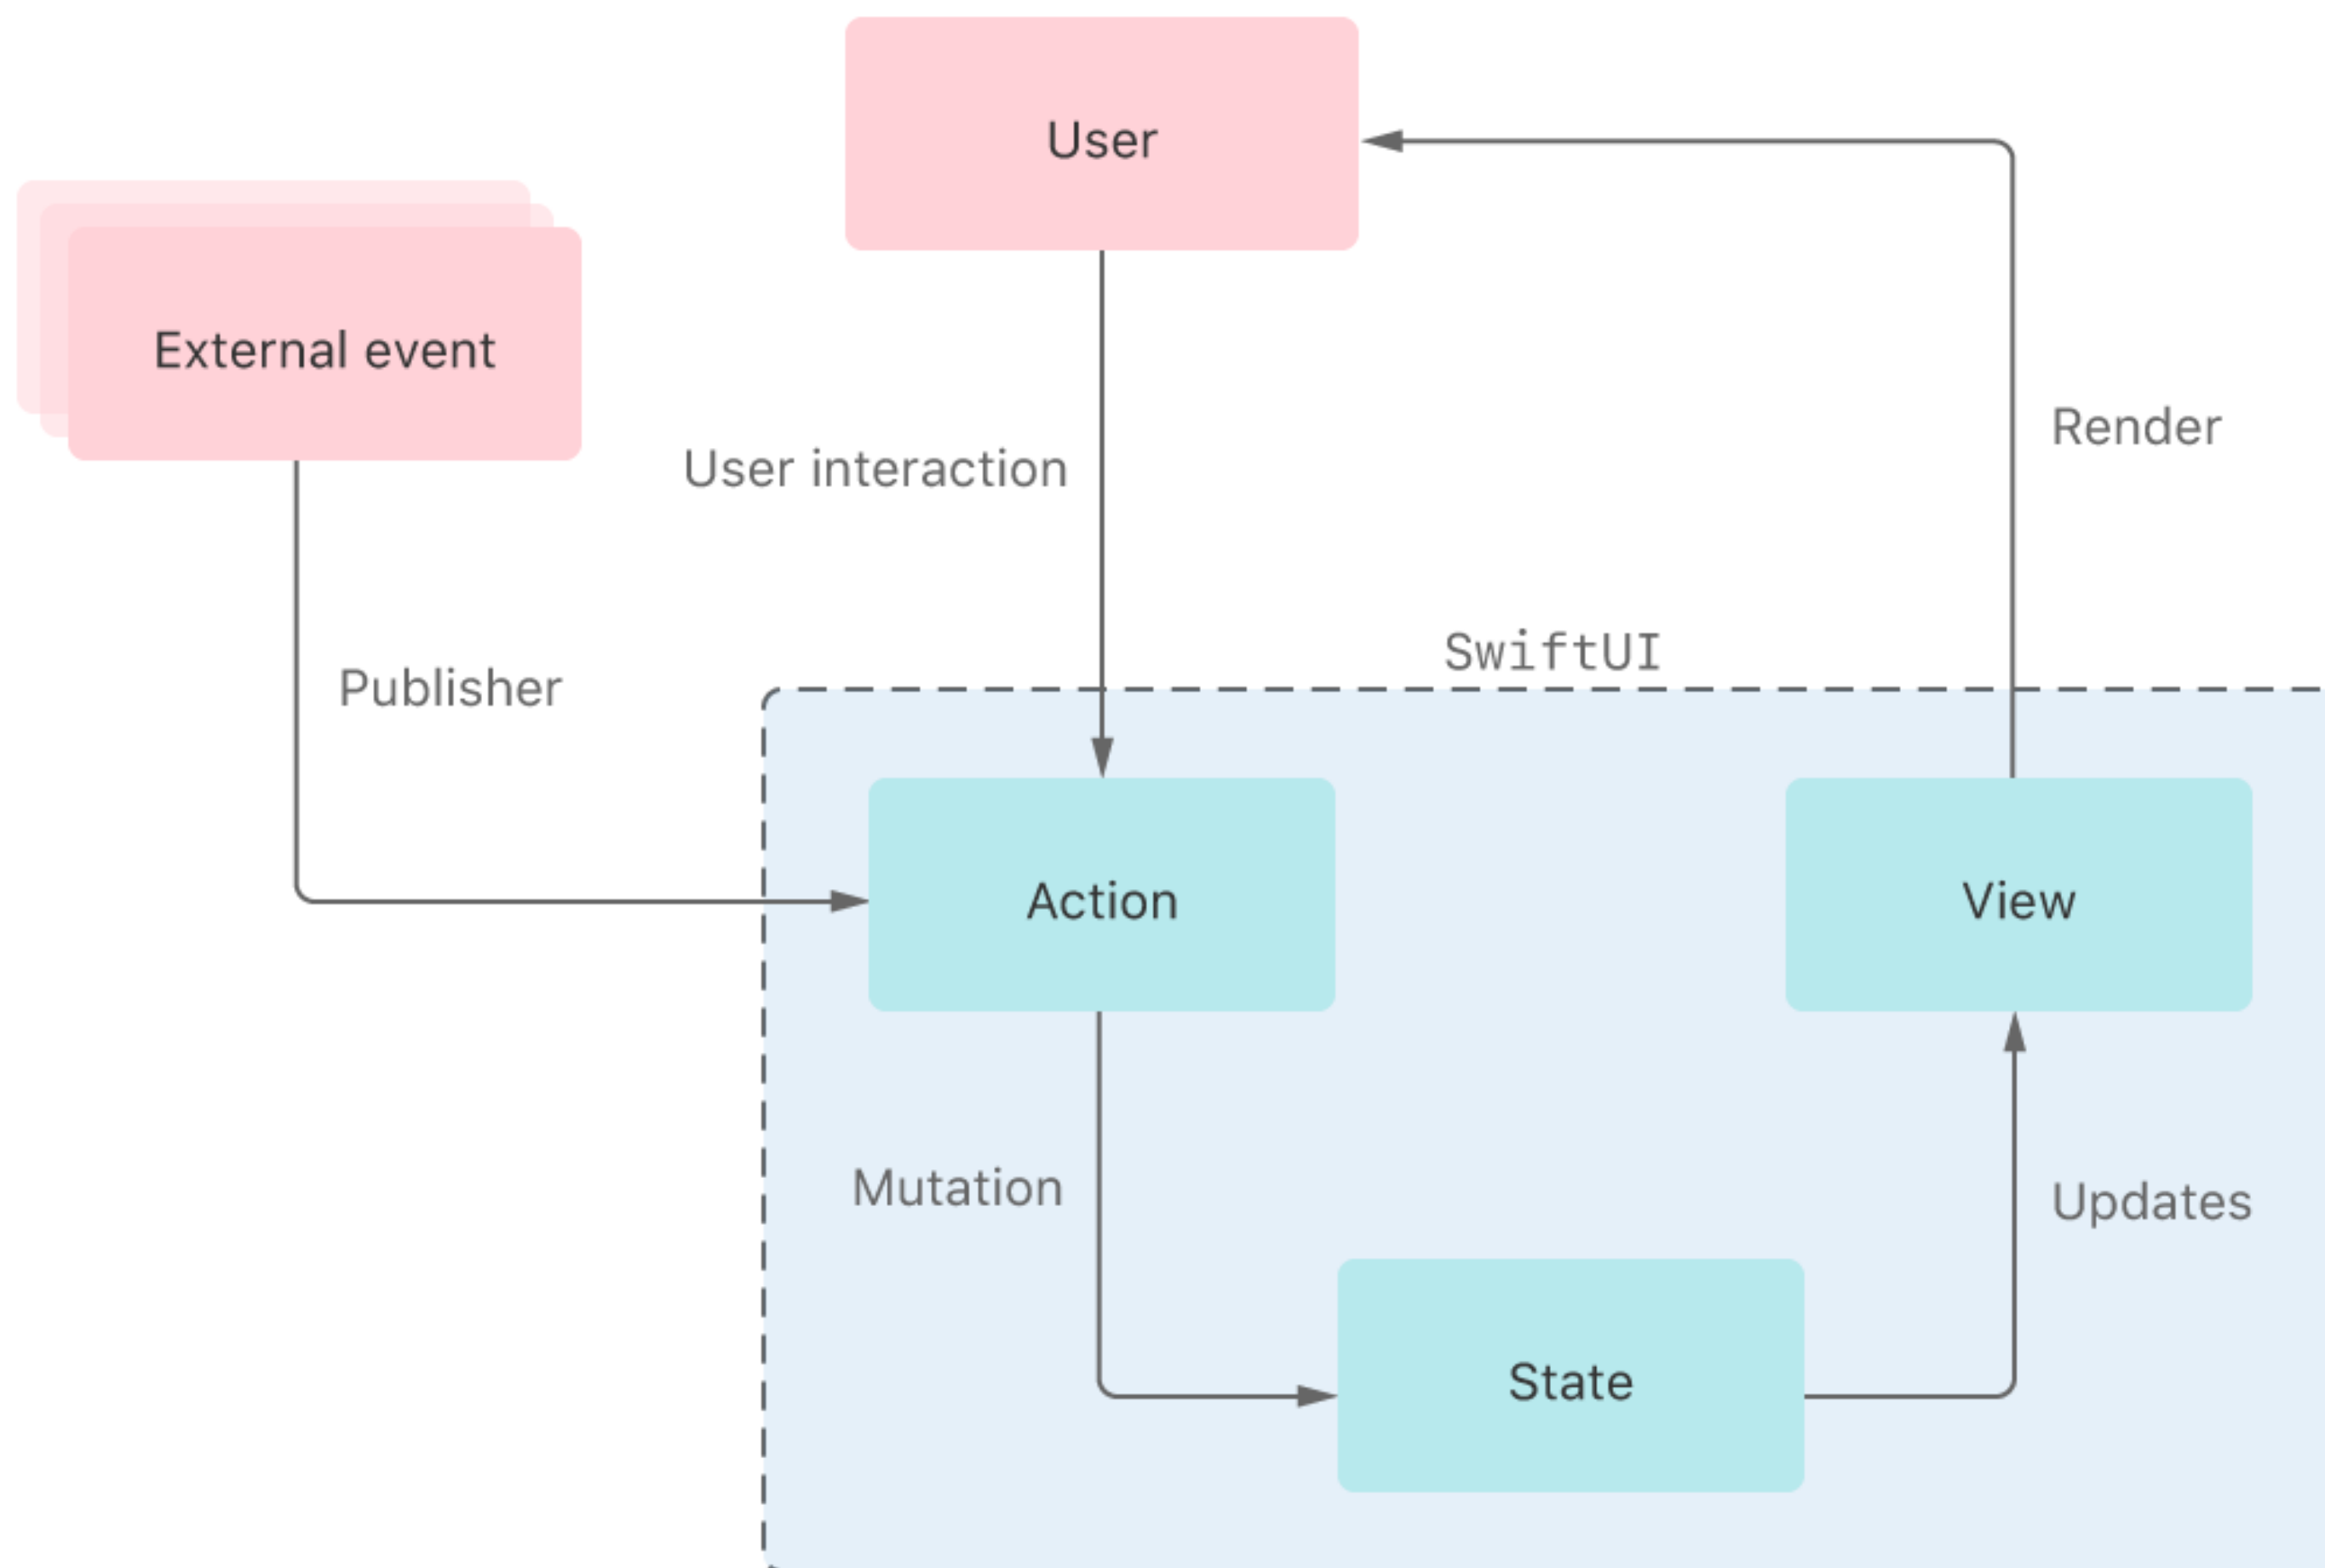 User
External event
Render
User interaction
SwiftUI
Publisher
Action
View
Mutation
Updates
State